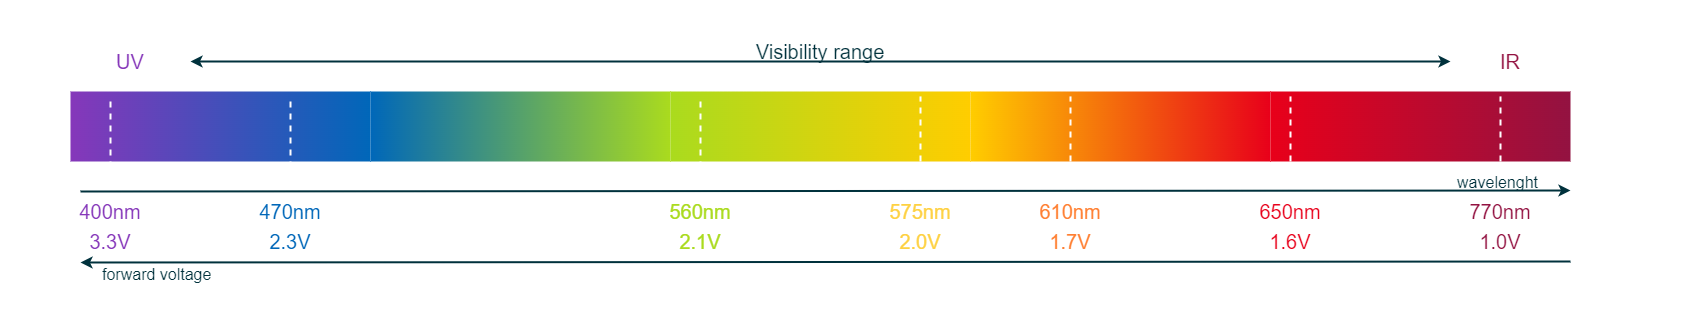 Visibility range
UV
IR
wavelenght
400nm 470nm 560nm 575nm 610nm 650nm 770nm
3.3V 2.3V 2.1V 2.0V 1.7V 1.6V 1.0V
forward voltage